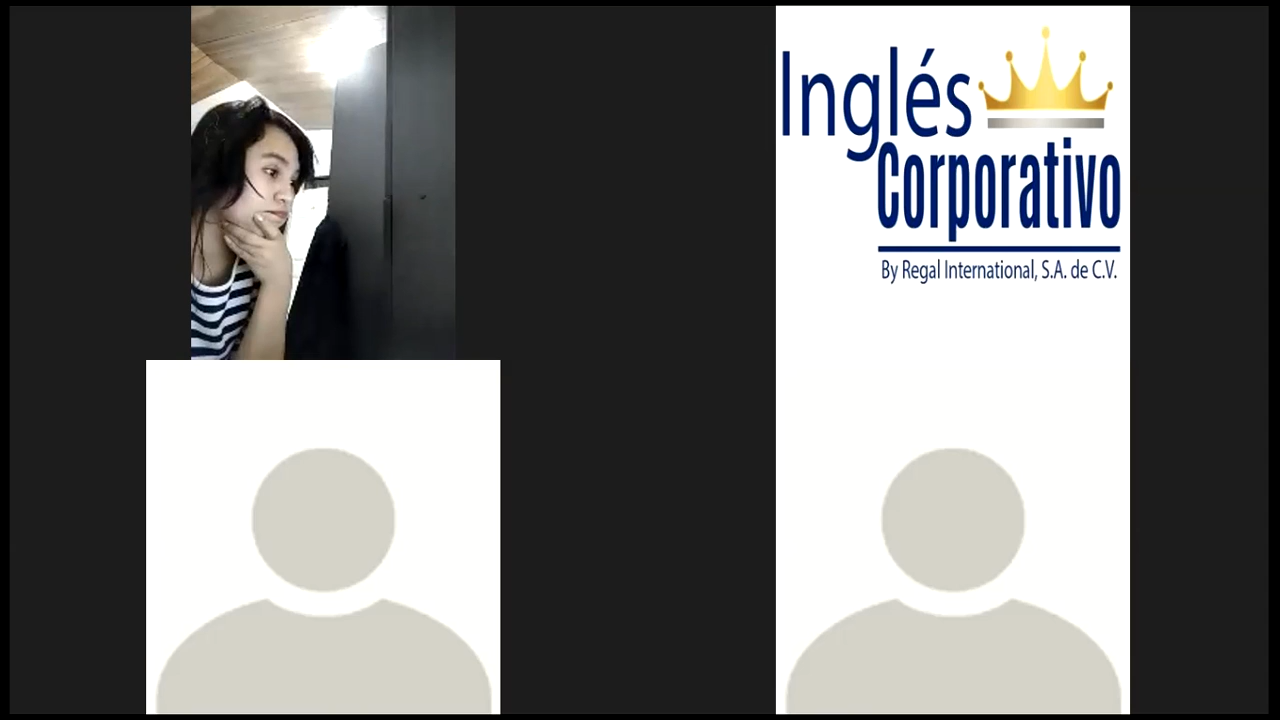 Inglés
Corporativo
By Regal International, S.A. de C.V.